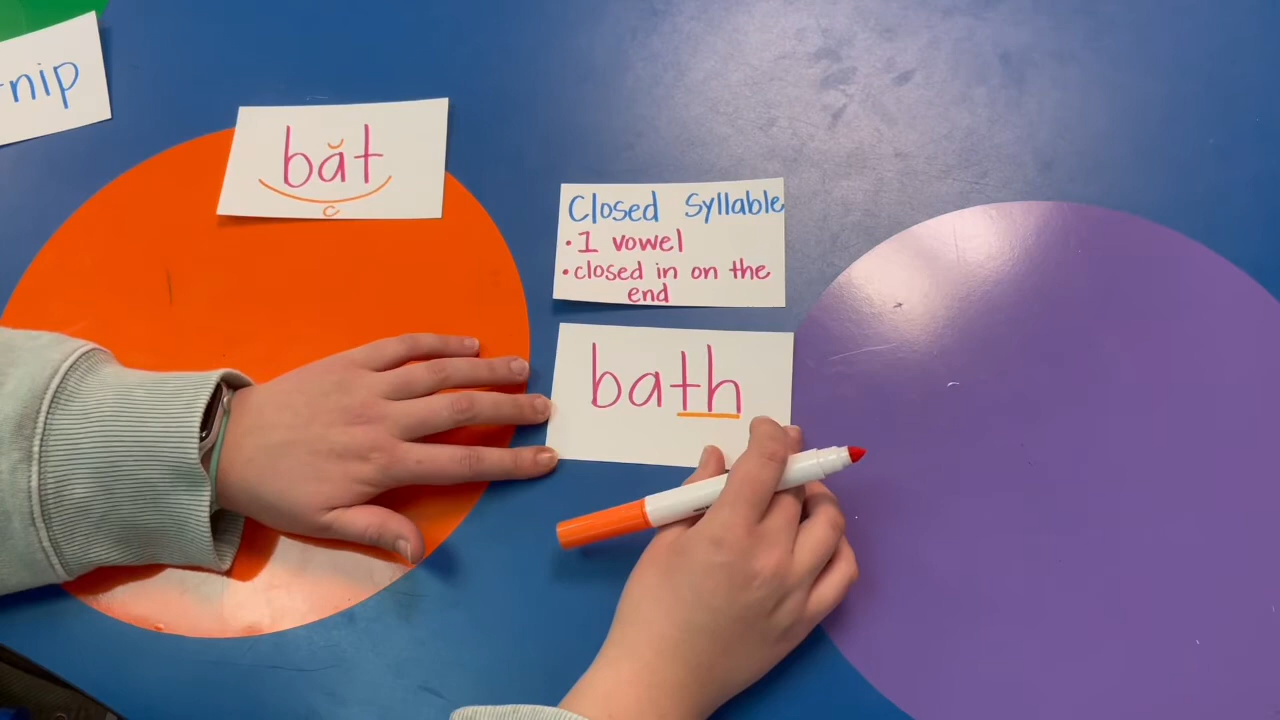 -nip
băt
c
Closed Syllable
• 1 vowel
• closed in on the
end
bath